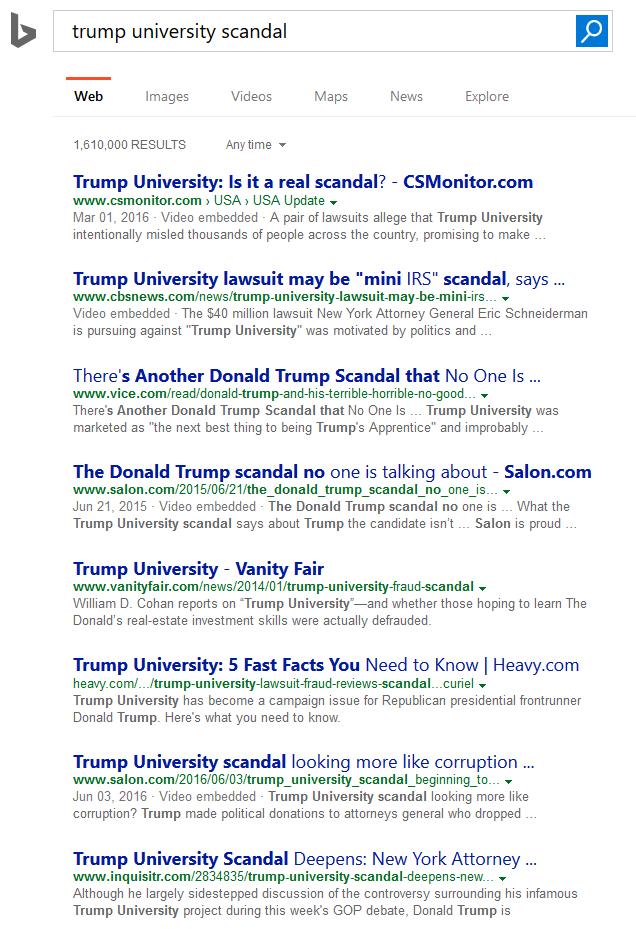 trump university scandal
Web Images Videos Maps News Explore
1,610,000 RESULTS Any time
Trump University: Is it a real scandal? - CSMonitor.com
www.csmonitor.com › USA › USA Update
Mar 01, 2016 · Video embedded · A pair of lawsuits allege that Trump University
intentionally misled thousands of people across the country, promising to make ...
Trump University lawsuit may be "mini IRS" scandal, says ...
www.cbsnews.com/news/trump-university-lawsuit-may-be-mini-irs...
Video embedded · The $40 million lawsuit New York Attorney General Eric Schneiderman
is pursuing against "Trump University" was motivated by politics and ...
There's Another Donald Trump Scandal that No One Is ...
www.vice.com/read/donald-trump-and-his-terrible-horrible-no-good...
There's Another Donald Trump Scandal that No One Is ... Trump University was
marketed as "the next best thing to being Trump's Apprentice" and improbably ...
The Donald Trump scandal no one is talking about - Salon.com
www.salon.com/2015/06/21/the_donald_trump_scandal_no_one_is...
Jun 21, 2015 · Video embedded · The Donald Trump scandal no one is ... What the
Trump University scandal says about Trump the candidate isn't ... Salon is proud ...
Trump University - Vanity Fair
www.vanityfair.com/news/2014/01/trump-university-fraud-scandal
William D. Cohan reports on “Trump University”—and whether those hoping to learn The
Donald's real-estate investment skills were actually defrauded.
Trump University: 5 Fast Facts You Need to Know | Heavy.com
heavy.com/.../trump-university-lawsuit-fraud-reviews-scandal...curiel
Trump University has become a campaign issue for Republican presidential frontrunner
Donald Trump. Here's what you need to know.
Trump University scandal looking more like corruption ...
www.salon.com/2016/06/03/trump_university_scandal_beginning_to...
Jun 03, 2016 · Video embedded · Trump University scandal looking more like
corruption? Trump made political donations to attorneys general who dropped ...
Trump University Scandal Deepens: New York Attorney ...
www.inquisitr.com/2834835/trump-university-scandal-deepens-new...
Although he largely sidestepped discussion of the controversy surrounding his infamous
Trump University project during this week's GOP debate, Donald Trump is